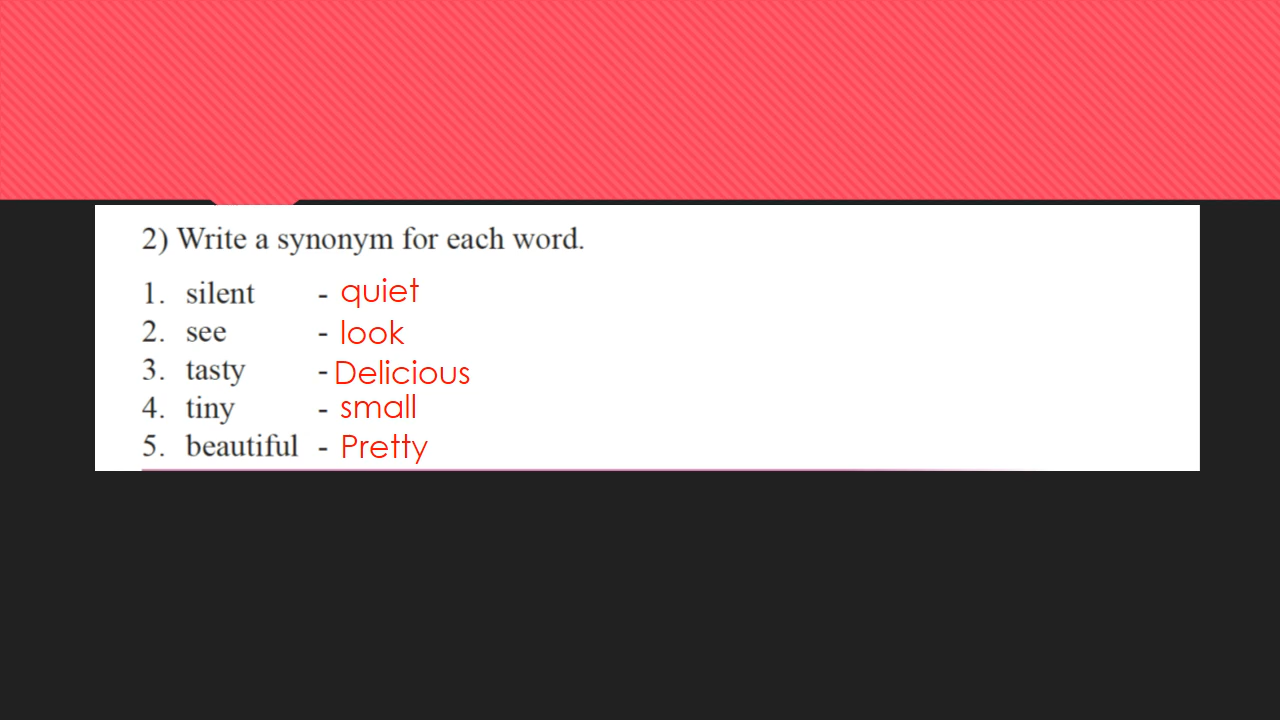 2) Write a synonym for each word.
1. silent - quiet
2. see - look
3. tasty - Delicious
4. tiny - small
5. beautiful - Pretty